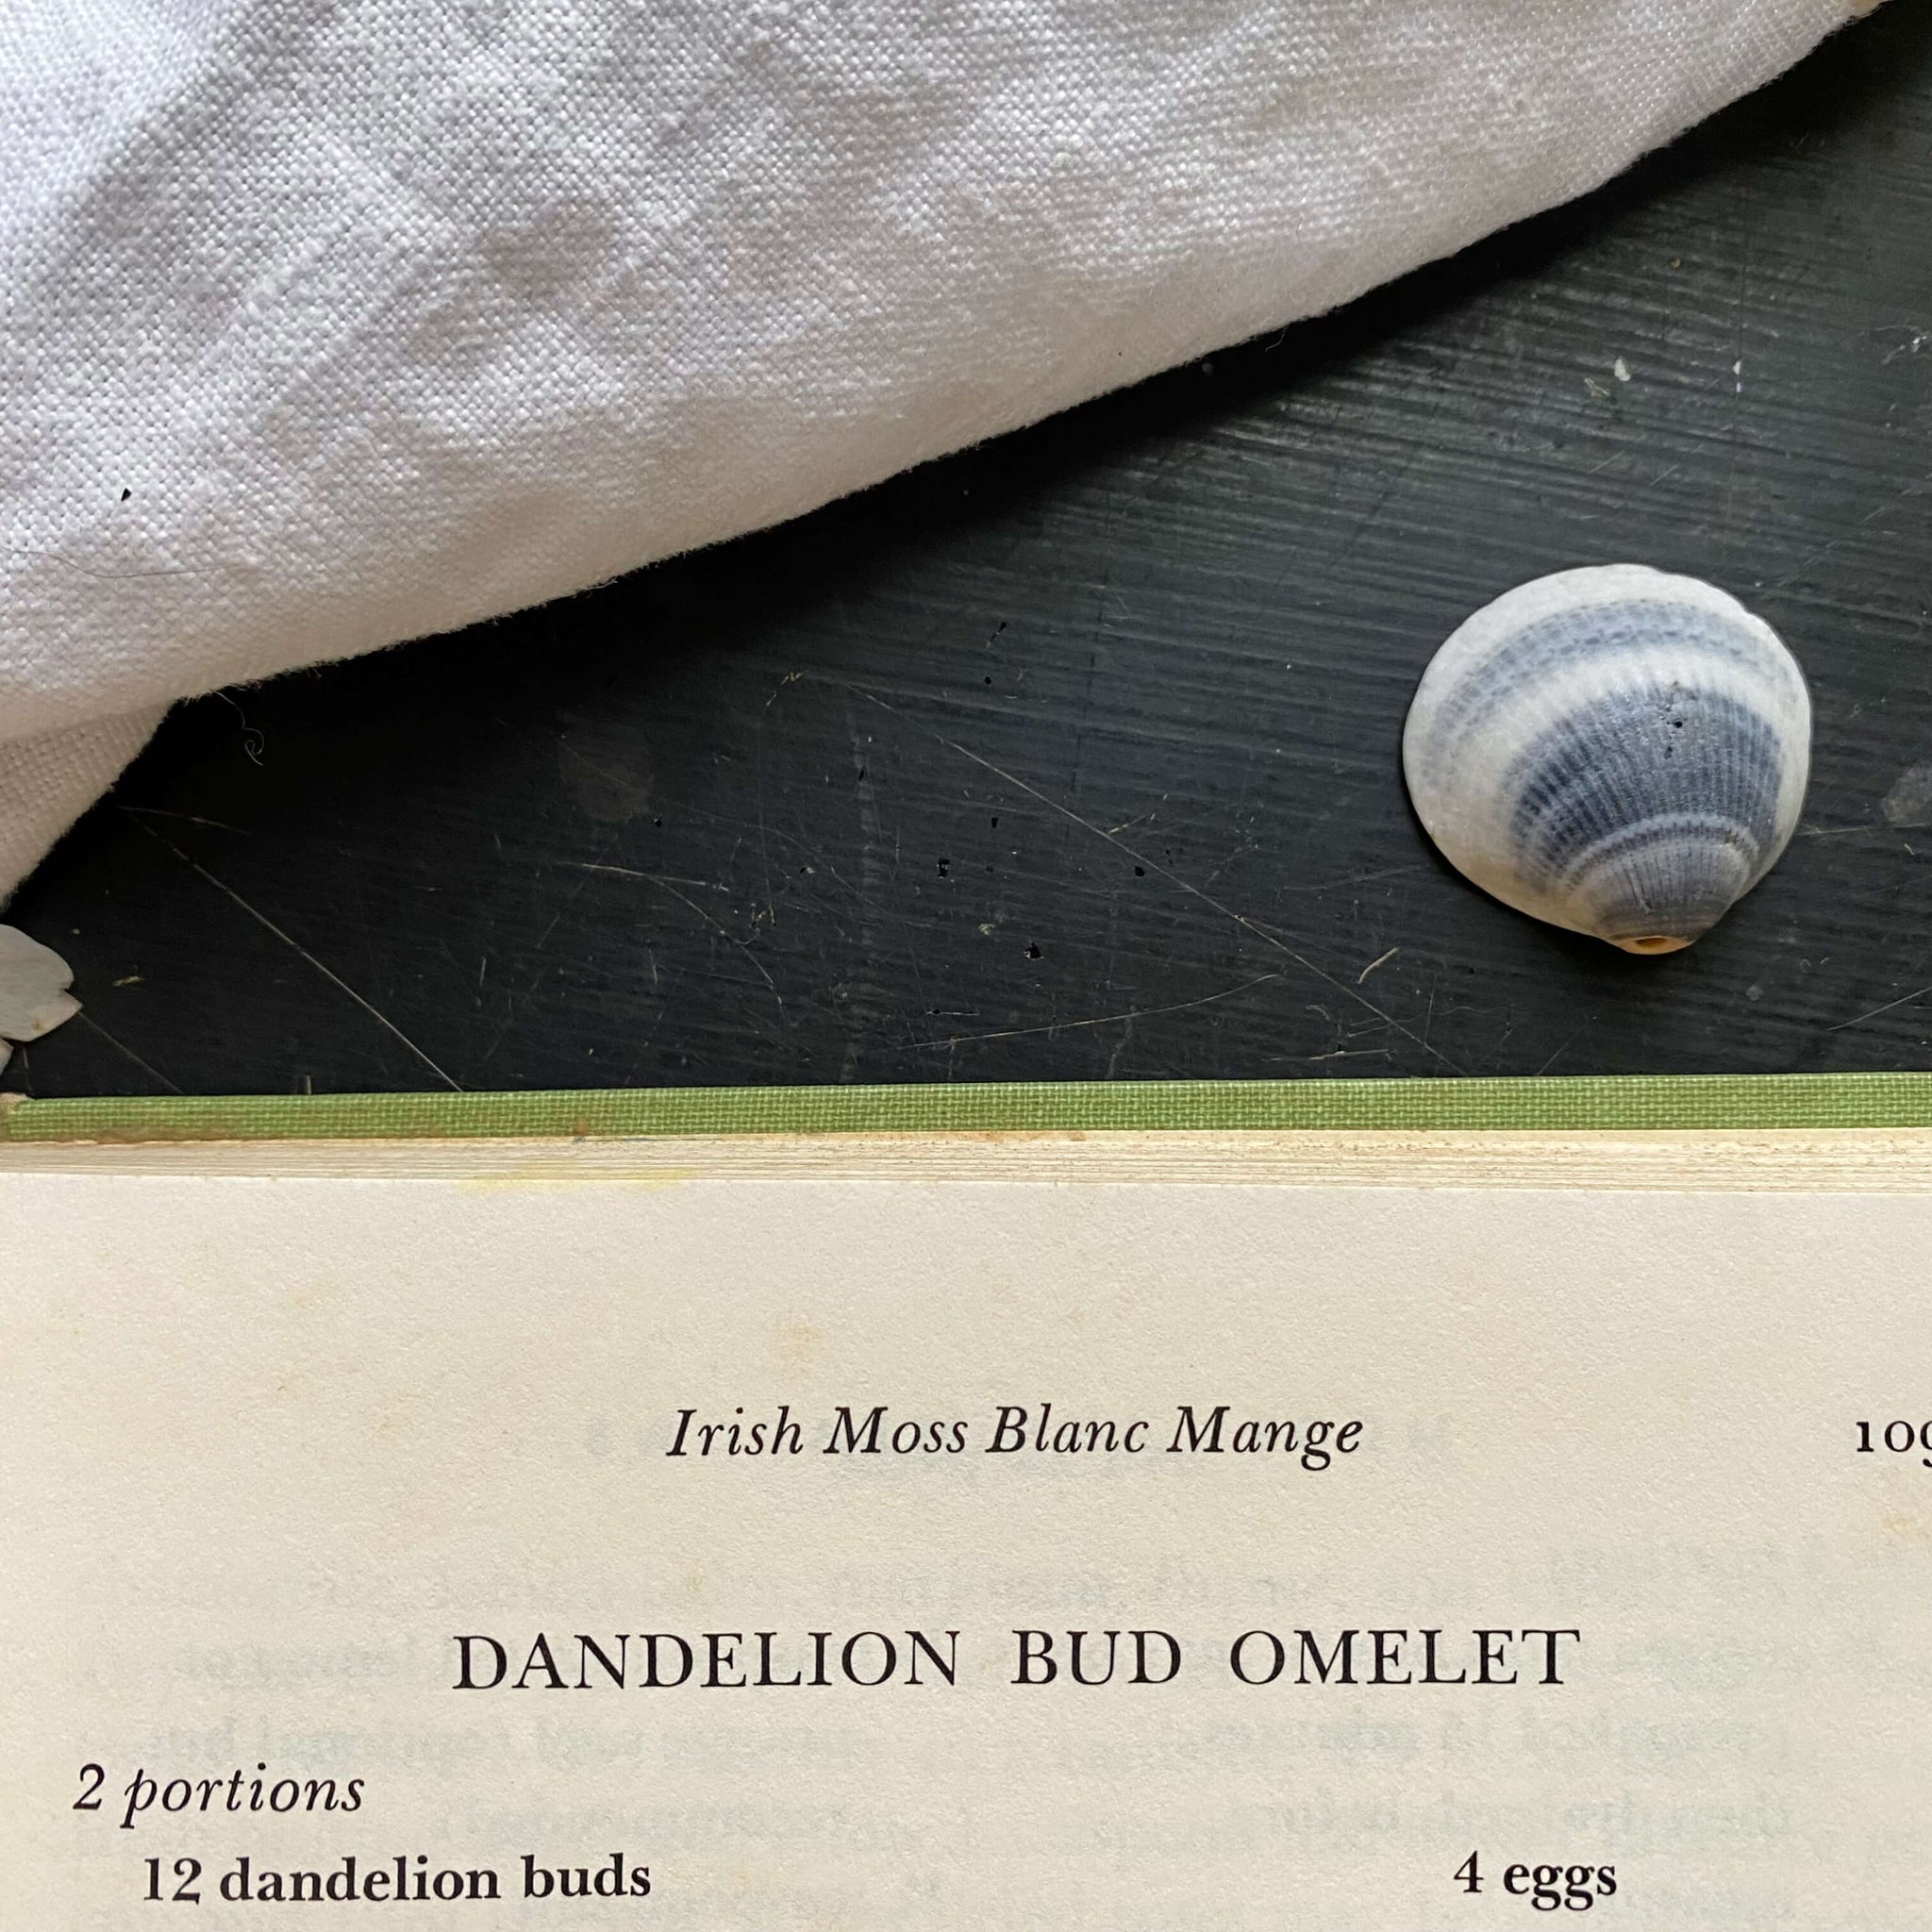 Irish Moss Blanc Mange
DANDELION BUD OMELET
2 portions
12 dandelion buds 4 eggs